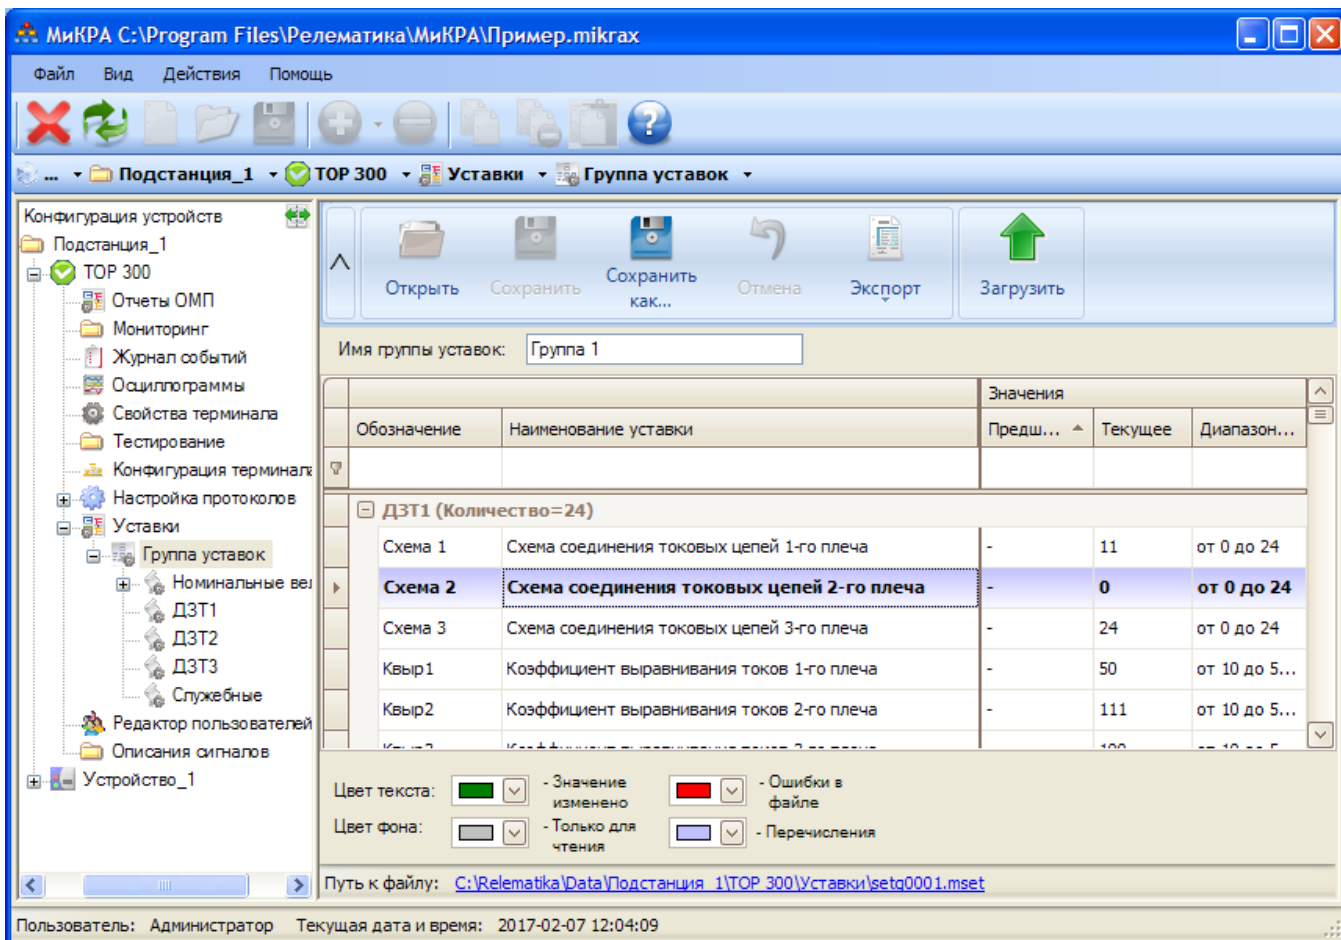 МиКРА C:\Program Files\Релематика\МиКРА\Пример.mikrax
Файл Вид Действия Помощь
... Подстанция_1 ТОР 300 Уставки Группа уставок
Конфигурация устройств
Подстанция_1
ТОР 300
Отчеты ОМП
Мониторинг
Журнал событий
Осциллограммы
Свойства терминала
Тестирование
Конфигурация терминала
Настройка протоколов
Уставки
Группа уставок
Номинальные вел
ДЗТ1
ДЗТ2
ДЗТ3
Служебные
Редактор пользователей
Описания сигналов
Устройство_1
Открыть Сохранить Сохранить как... Отмена Экспорт Загрузить
Имя группы уставок: Группа 1
Значения
Обозначение Наименование уставки Предш... Текущее Диапазон...
ДЗТ1 (Количество=24)
Схема 1 Схема соединения токовых цепей 1-го плеча - 11 от 0 до 24
Схема 2 Схема соединения токовых цепей 2-го плеча - 0 от 0 до 24
Схема 3 Схема соединения токовых цепей 3-го плеча - 24 от 0 до 24
Квыр1 Коэффициент выравнивания токов 1-го плеча - 50 от 10 до 5...
Квыр2 Коэффициент выравнивания токов 2-го плеча - 111 от 10 до 5...
Цвет текста: - Значение изменено - Ошибки в файле
Цвет фона: - Только для чтения - Перечисления
Путь к файлу: C:\Relematika\Data\Подстанция_1\ТОР 300\Уставки\setg0001.mset
Пользователь: Администратор Текущая дата и время: 2017-02-07 12:04:09